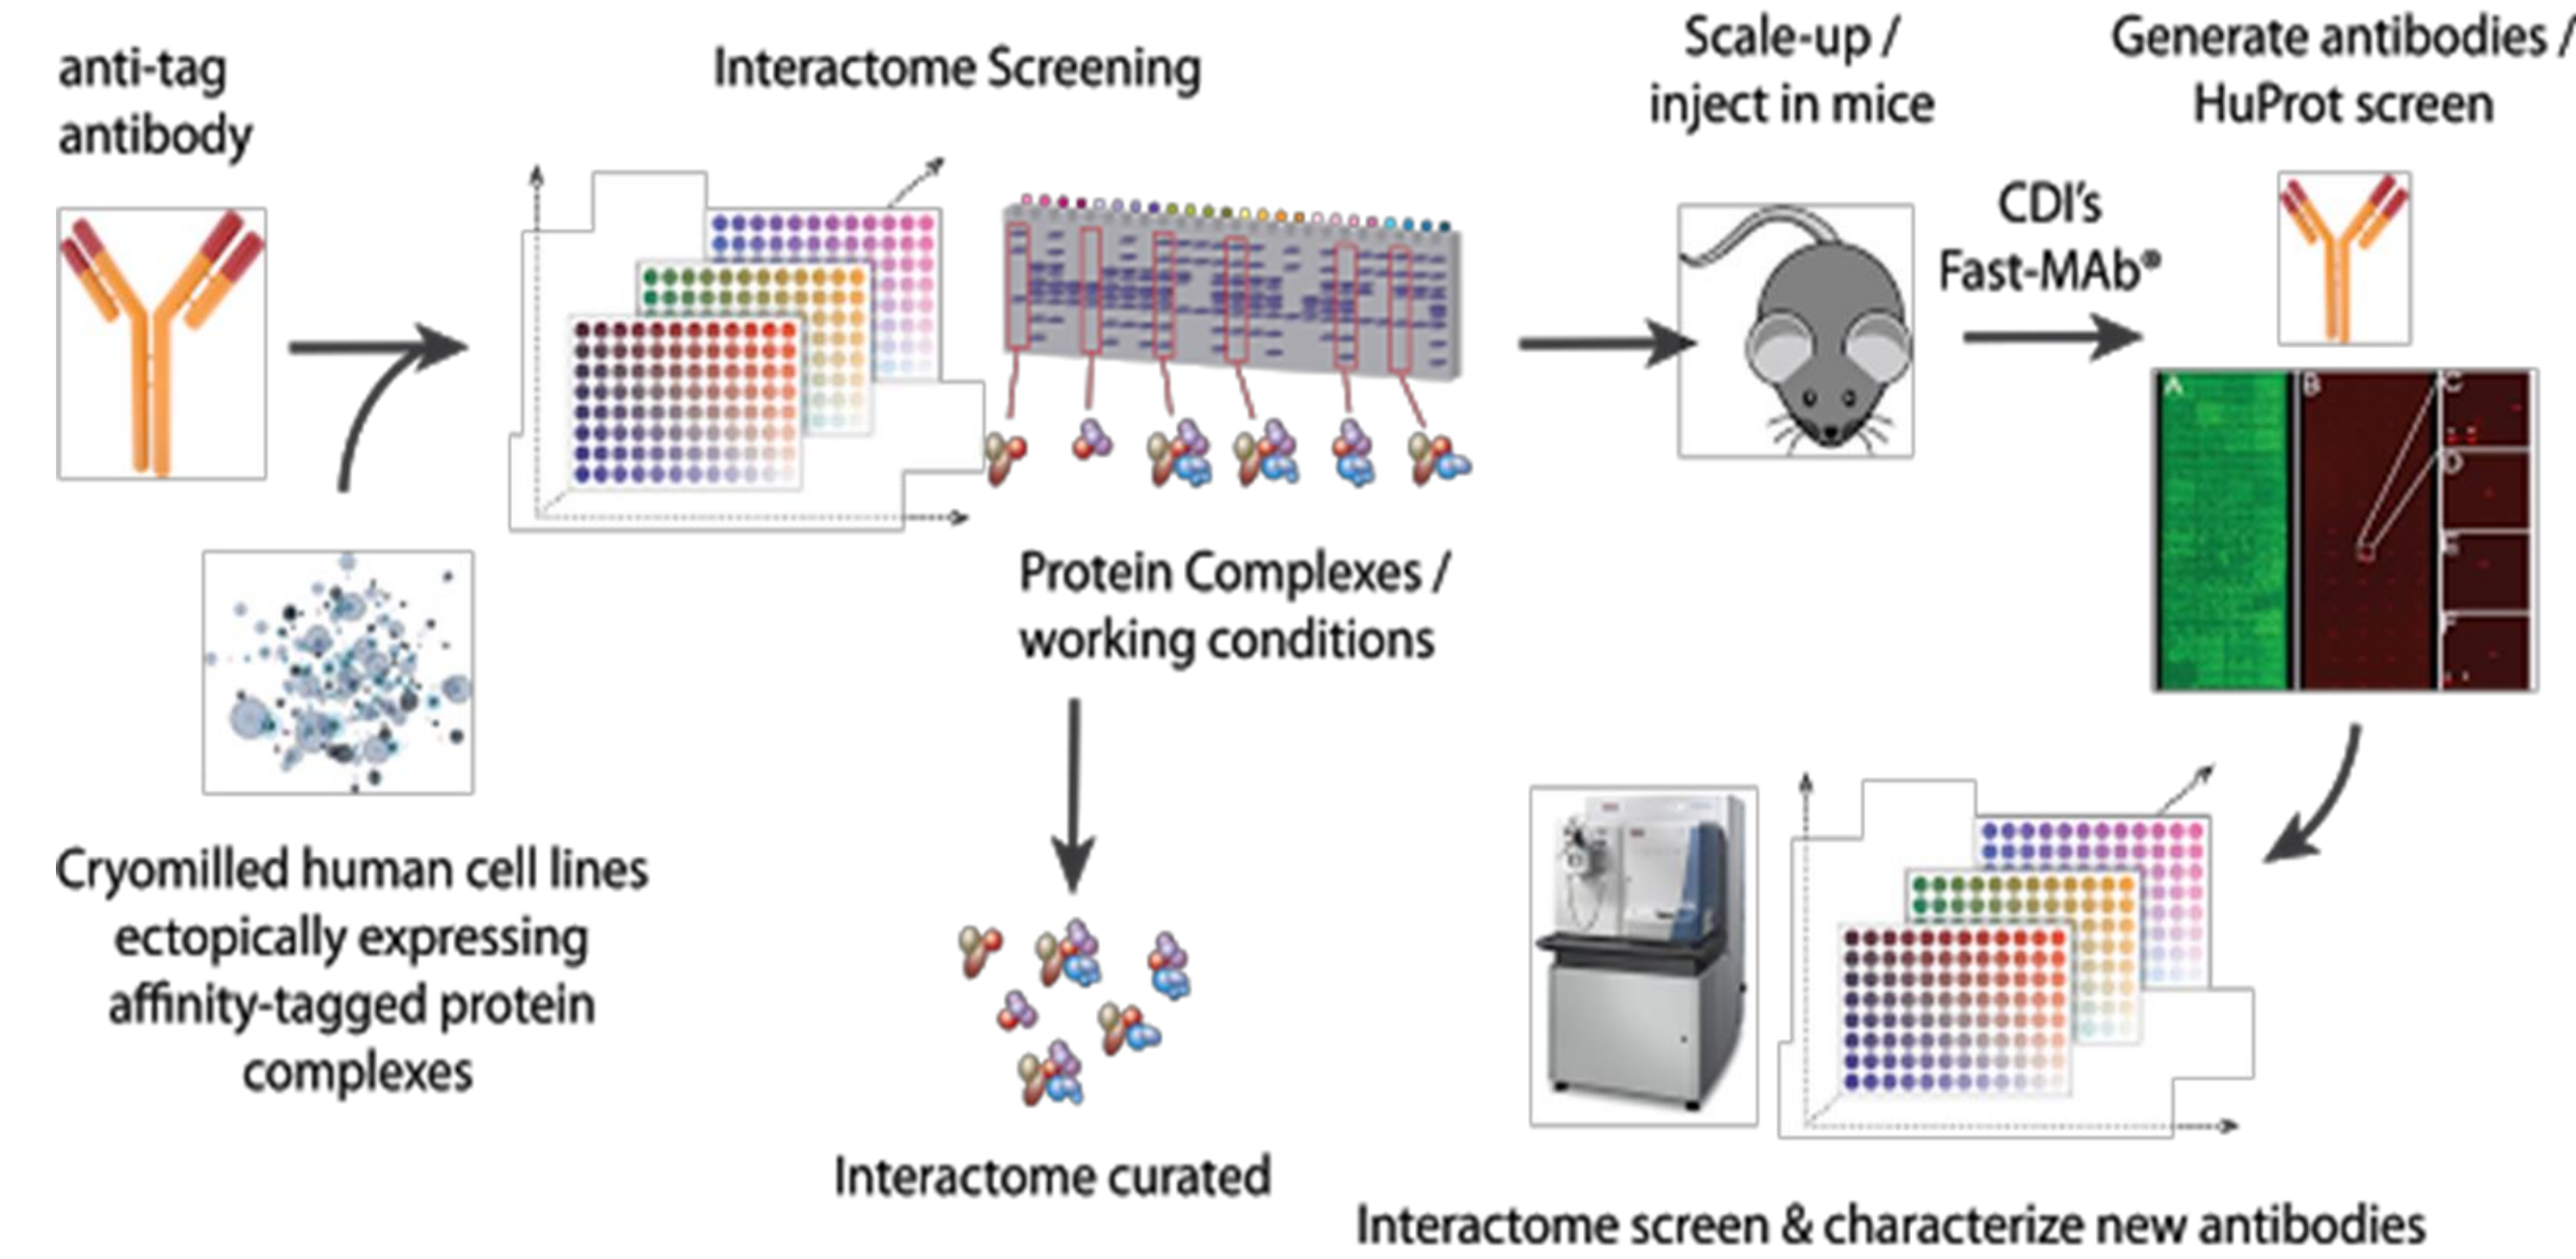 anti-tag
antibody
Interactome Screening
Scale-up /
inject in mice
Generate antibodies /
HuProt screen
CDI's
Fast-MAb®
A
B
C
D
E
F
Protein Complexes /
working conditions
Cryomilled human cell lines
ectopically expressing
affinity-tagged protein
complexes
Interactome curated
Interactome screen & characterize new antibodies